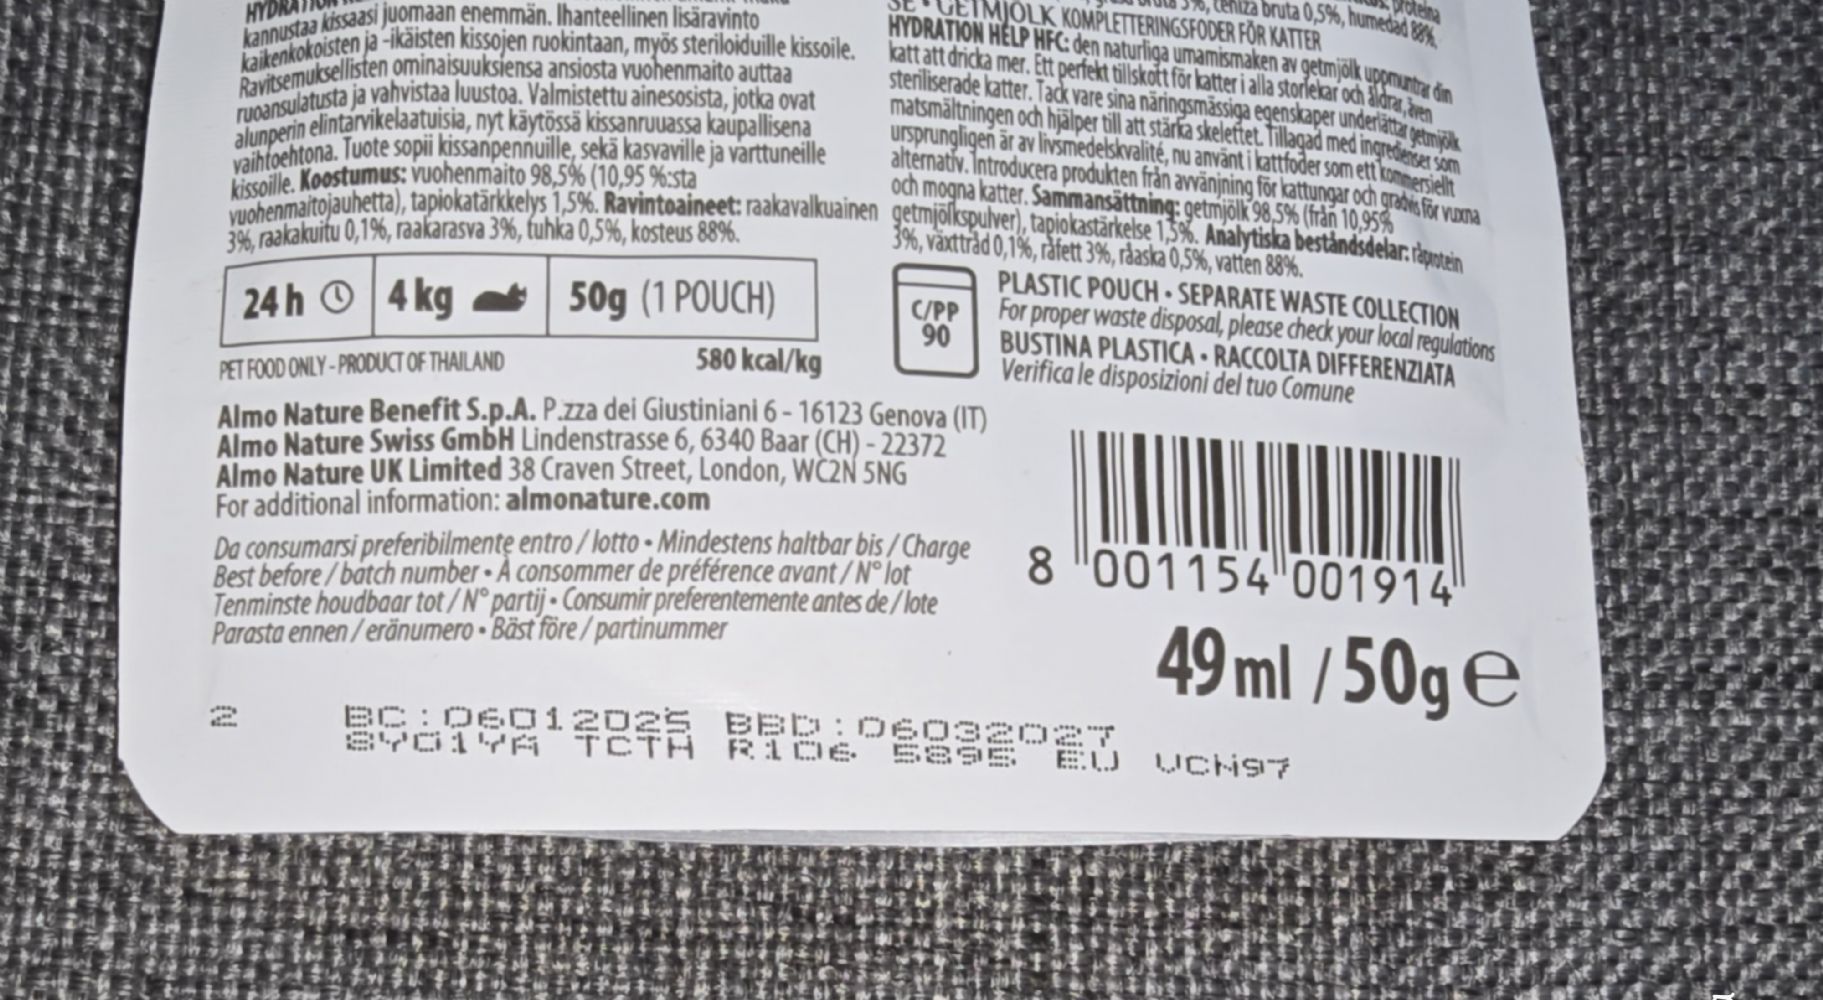 kannustaa kissaasi juomaan enemmän. Ihanteellinen lisäravinto
kaikenkokoisten ja -ikäisten kissojen ruokintaan, myös steriloiduille kissoile.
Ravitsemuksellisten ominaisuuksiensa ansiosta vuohenmaito auttaa
ruoansulatusta ja vahvistaa luustoa. Valmistettu ainesosista, jotka ovat
alunperin elintarvikelaatuisia, nyt käytössä kissanruuassa kaupallisena
vaihtoehtona. Tuote sopii kissanpennuille, sekä kasvaville ja varttuneille
kissoille. Koostumus: vuohenmaito 98,5% (10,95 %:sta
vuohenmaitojauhetta), tapiokatärkkelys 1,5%. Ravintoaineet: raakavalkuainen
3%, raakakuitu 0,1%, raakarasva 3%, tuhka 0,5%, kosteus 88%.
24 h 4 kg 50g (1 POUCH)
PET FOOD ONLY - PRODUCT OF THAILAND 580 kcal/kg
Almo Nature Benefit S.p.A. P.zza dei Giustiniani 6 - 16123 Genova (IT)
Almo Nature Swiss GmbH Lindenstrasse 6, 6340 Baar (CH) - 22372
Almo Nature UK Limited 38 Craven Street, London, WC2N 5NG
For additional information: almonature.com
Da consumarsi preferibilmente entro / lotto • Mindestens haltbar bis / Charge
Best before / batch number • À consommer de préférence avant / N° lot
Tenminste houdbaar tot / N° partij • Consumir preferentemente antes de / lote
Parasta ennen / eränumero • Bäst före / partinummer
3%, ceniza bruta 0,5%, humedad 88%.
SE • GETMJÖLK KOMPLETTERINGSFODER FÖR KATTER
HYDRATION HELP HFC: den naturliga umamismaken av getmjölk uppmuntrar din
katt att dricka mer. Ett perfekt tillskott för katter i alla storlekar och åldrar, även
steriliserade katter. Tack vare sina näringsmässiga egenskaper underlättar getmjölk
matsmältningen och hjälper till att stärka skelettet. Tillagad med ingredienser som
ursprungligen är av livsmedelskvalité, nu använt i kattfoder som ett kommersiellt
alternativ. Introducera produkten från avvänjning för kattungar och gradvis för vuxna
och mogna katter. Sammansättning: getmjölk 98,5% (från 10,95%
getmjölkspulver), tapiokastärkelse 1,5%. Analytiska beståndsdelar: råprotein
3%, växttråd 0,1%, råfett 3%, råaska 0,5%, vatten 88%.
C/PP
90
PLASTIC POUCH • SEPARATE WASTE COLLECTION
For proper waste disposal, please check your local regulations
BUSTINA PLASTICA • RACCOLTA DIFFERENZIATA
Verifica le disposizioni del tuo Comune
8 001154 001914
49 ml / 50g e
2 BC:06012025 BBD:06032027
8Y01YA TCTH R106 5895 EU VCN97